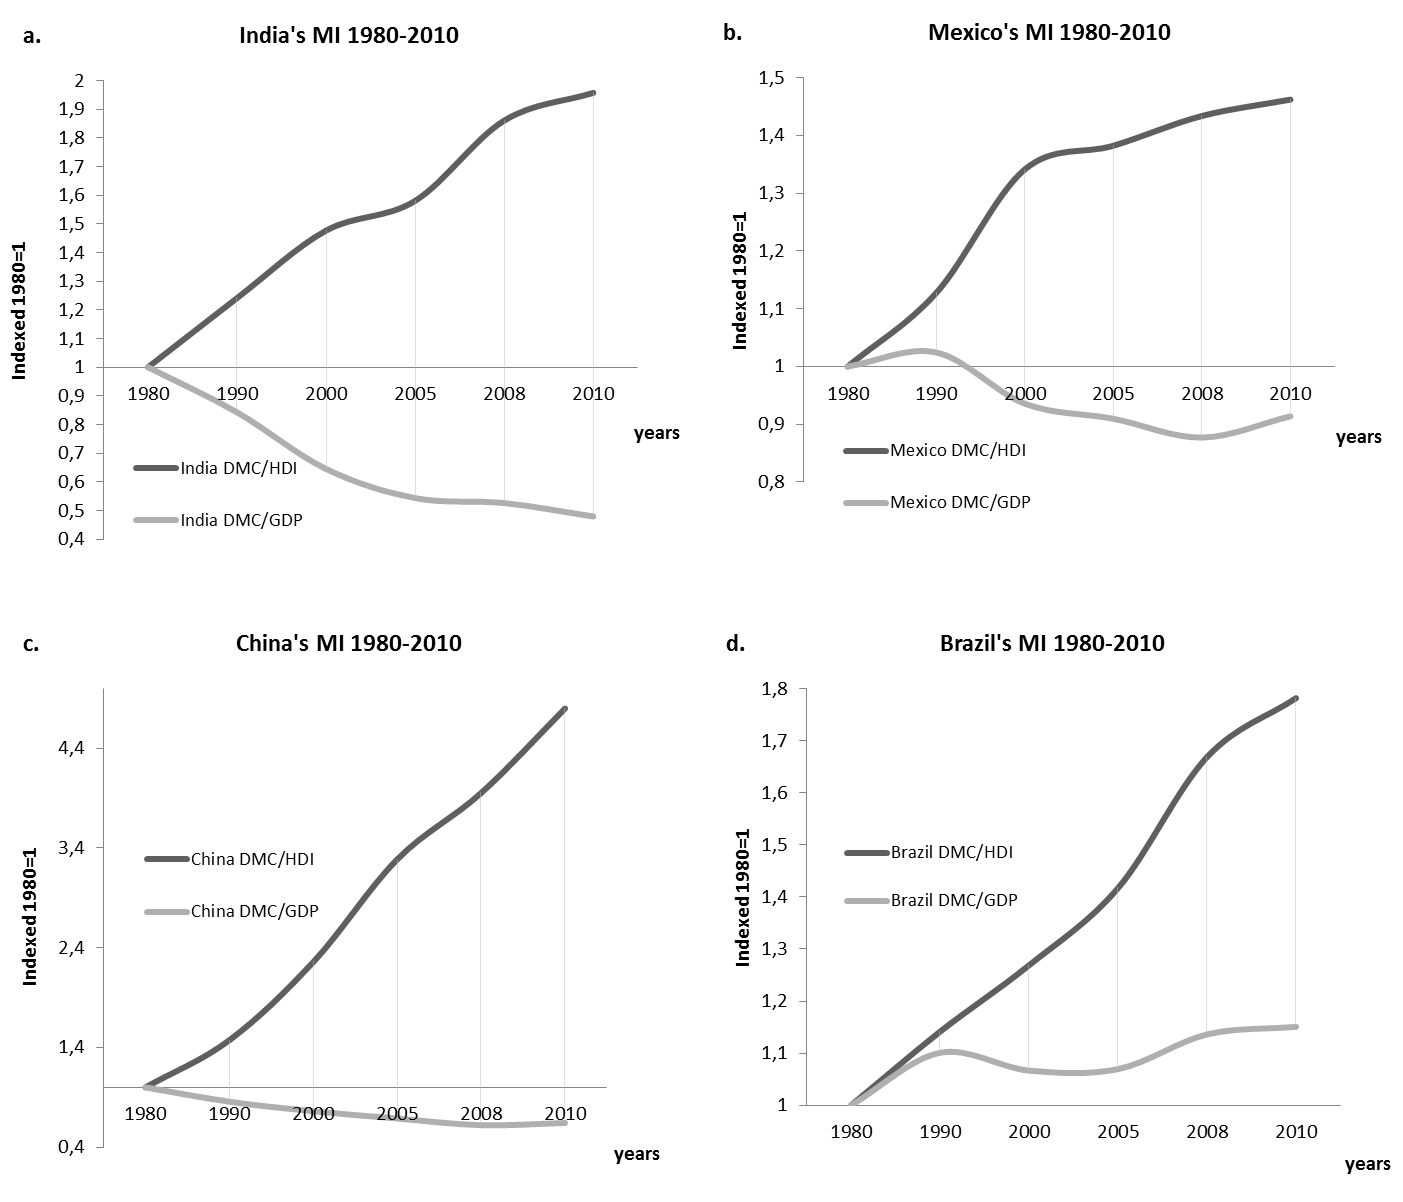 a.
India's MI 1980-2010
2
1,9
1,8
1,7
1,6
1,5
1,4
1,3
1,2
1,1
1
0,9
0,8
0,7
0,6
0,5
0,4
Indexed 1980=1
1980 1990 2000 2005 2008 2010
years
India DMC/HDI
India DMC/GDP
b.
Mexico's MI 1980-2010
1,5
1,4
1,3
1,2
1,1
1
0,9
0,8
Indexed 1980=1
1980 1990 2000 2005 2008 2010
years
Mexico DMC/HDI
Mexico DMC/GDP
c.
China's MI 1980-2010
4,4
3,4
2,4
1,4
0,4
Indexed 1980=1
China DMC/HDI
China DMC/GDP
1980 1990 2000 2005 2008 2010
years
d.
Brazil's MI 1980-2010
1,8
1,7
1,6
1,5
1,4
1,3
1,2
1,1
1
Indexed 1980=1
Brazil DMC/HDI
Brazil DMC/GDP
1980 1990 2000 2005 2008 2010
years